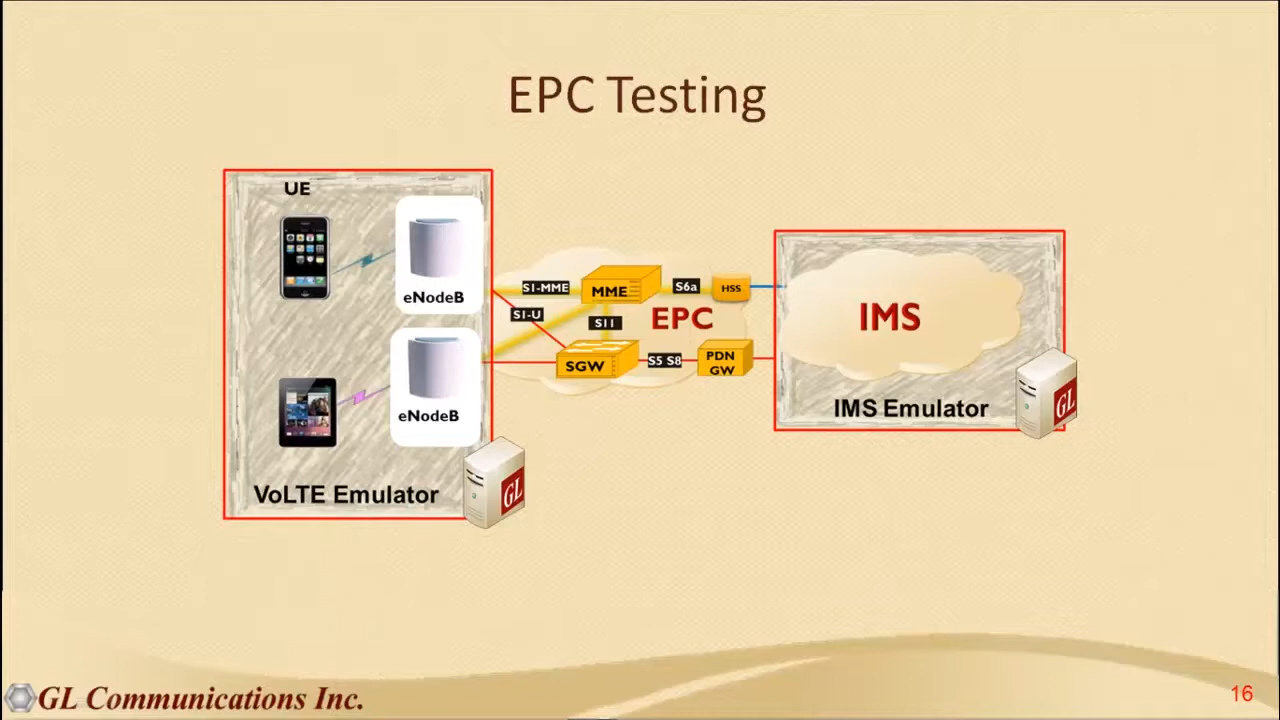 EPC Testing
UE
eNodeB
eNodeB
VoLTE Emulator
GL
S1-MME
S1-U
MME
S6a
HSS
S11
EPC
SGW
S5 S8
PDN
GW
IMS
IMS Emulator
GL
GL Communications Inc.
16